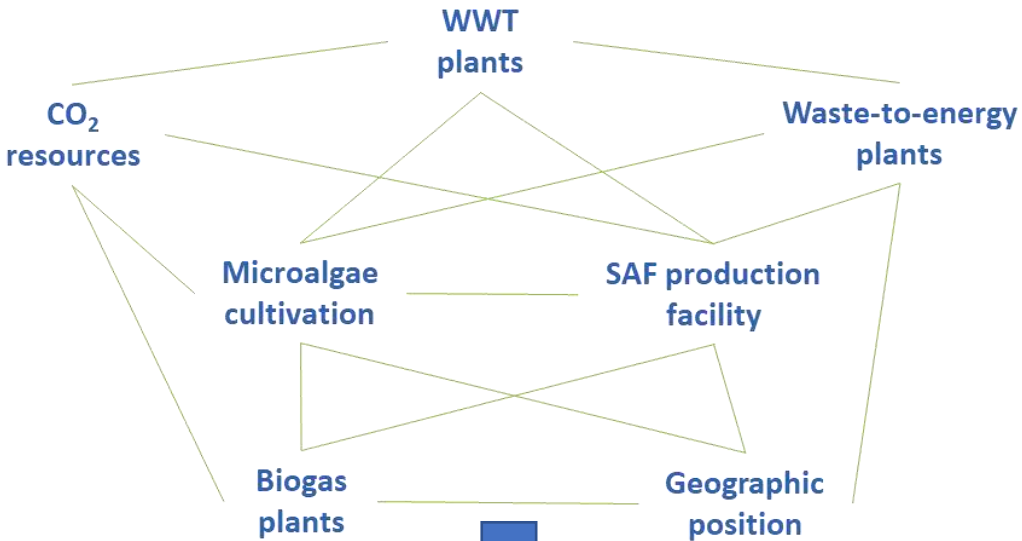 WWT
plants
CO₂
resources
Waste-to-energy
plants
Microalgae
cultivation
SAF production
facility
Biogas
plants
Geographic
position